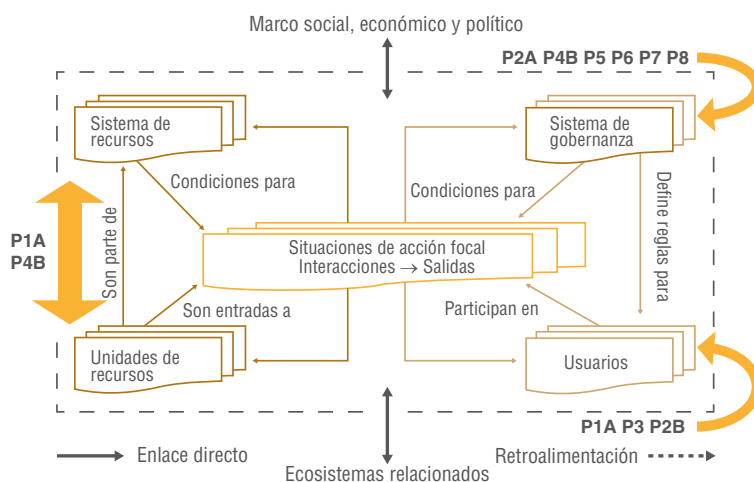 Marco social, económico y político
P2A P4B P5 P6 P7 P8
Sistema de
recursos
Sistema de
gobernanza
Condiciones para
Condiciones para
Define reglas para
P1A
P4B
Son parte de
Situaciones de acción focal
Interacciones → Salidas
Son entradas a
Participan en
Unidades de
recursos
Usuarios
P1A P3 P2B
Enlace directo
Retroalimentación
Ecosistemas relacionados